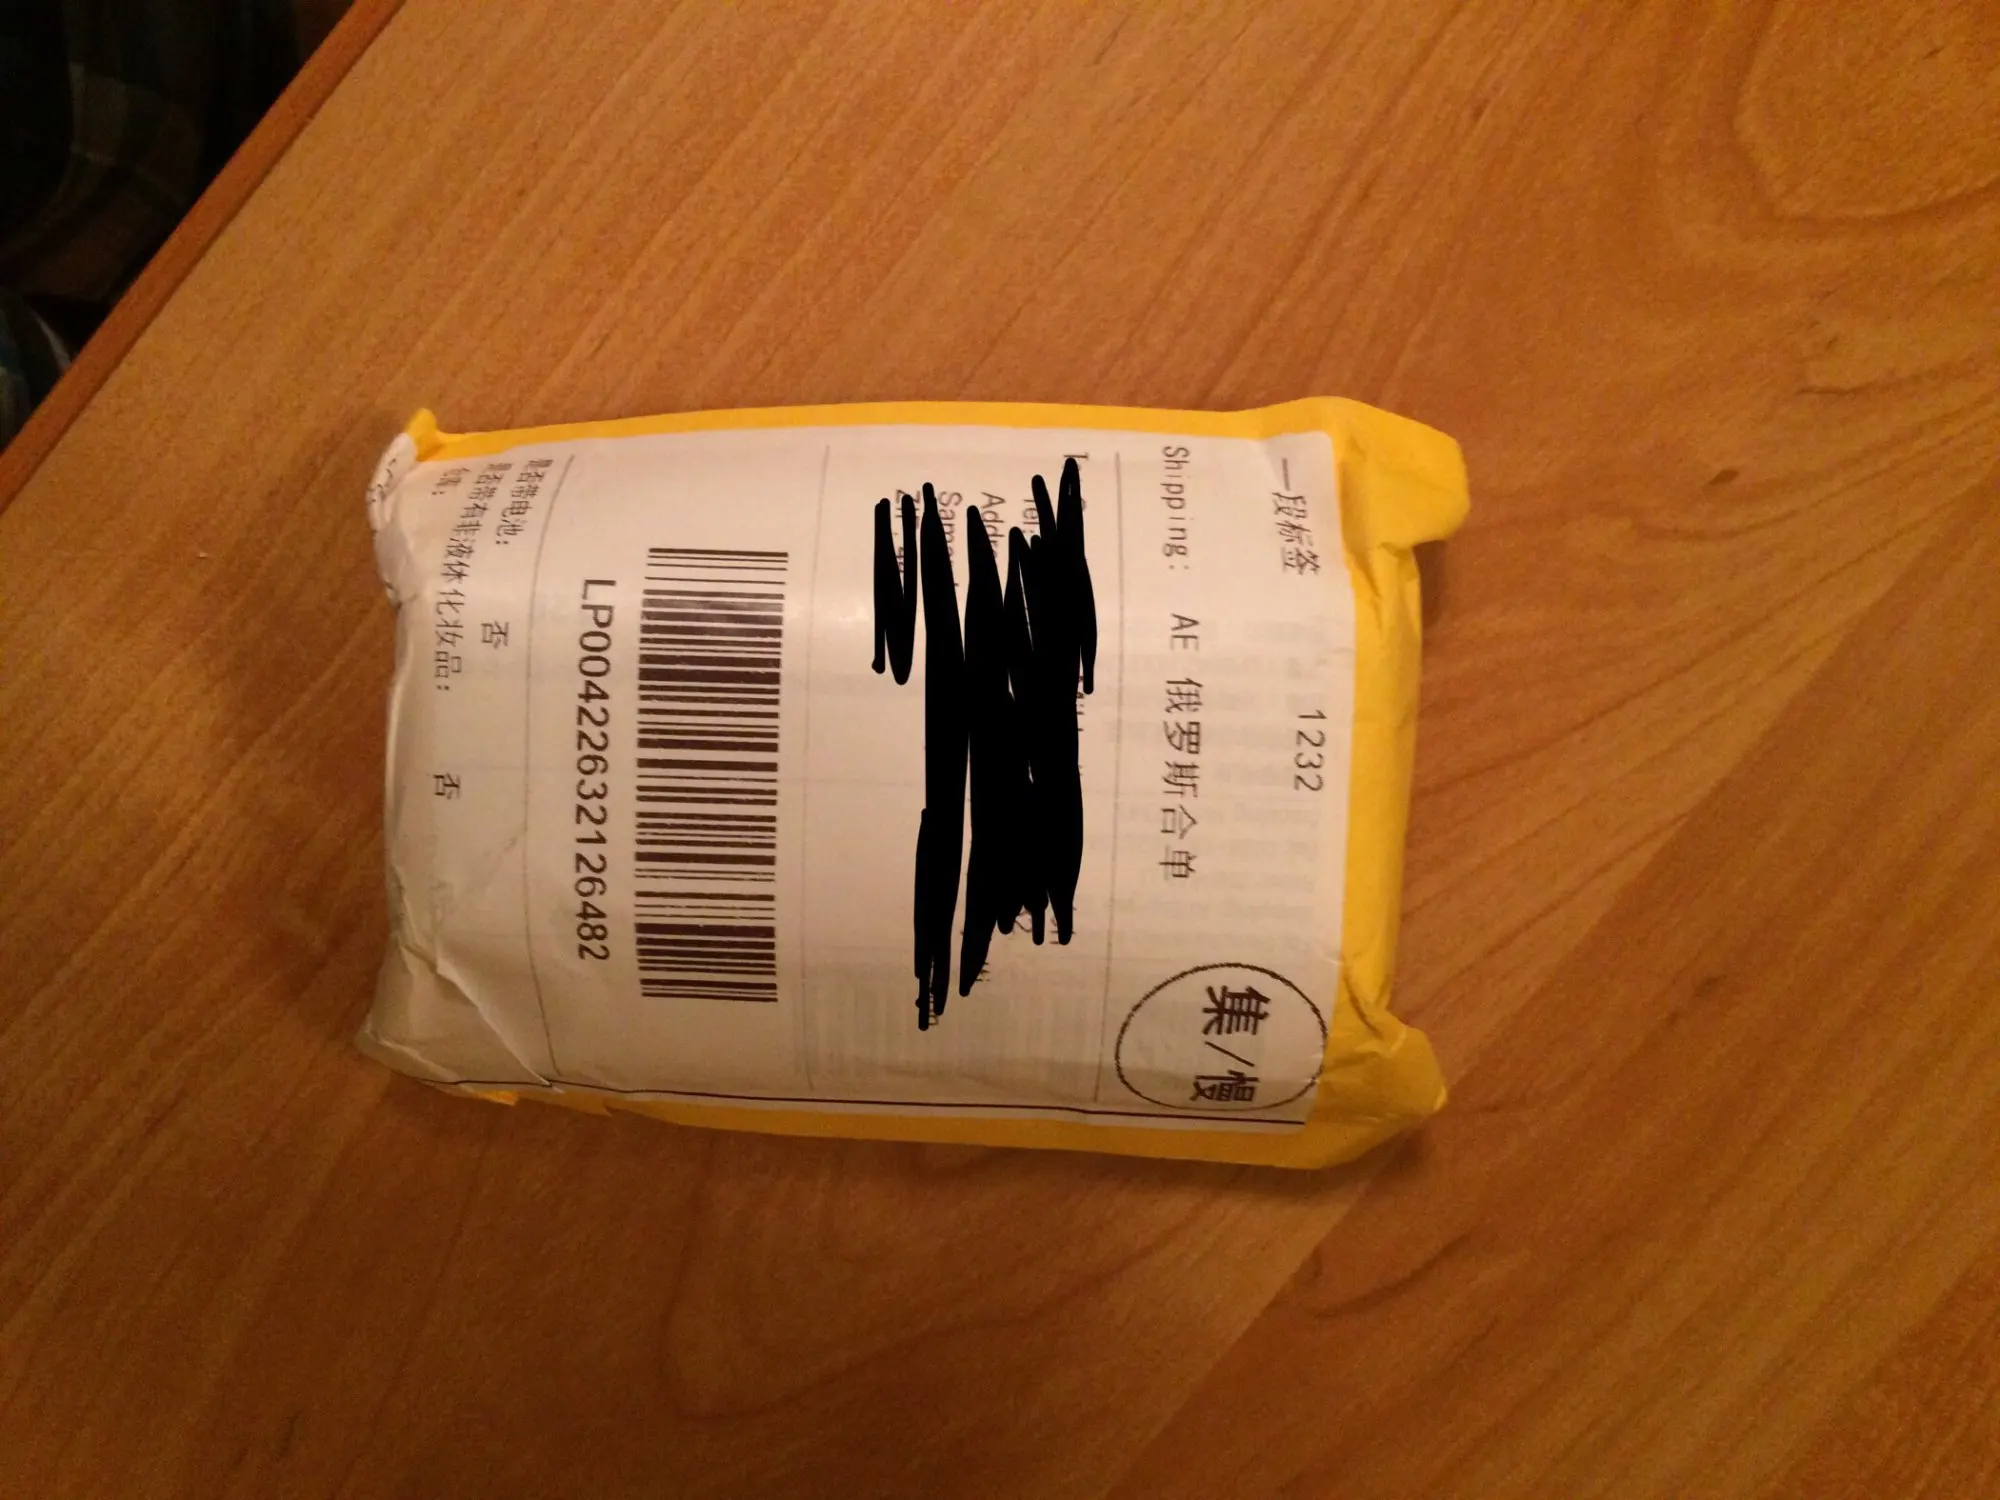 一段标签 1232
Shipping: AE 俄罗斯合单
集/慢
Tel:
LP00422632126482
是否带电池: 否
是否带有非液体化妆品: 否